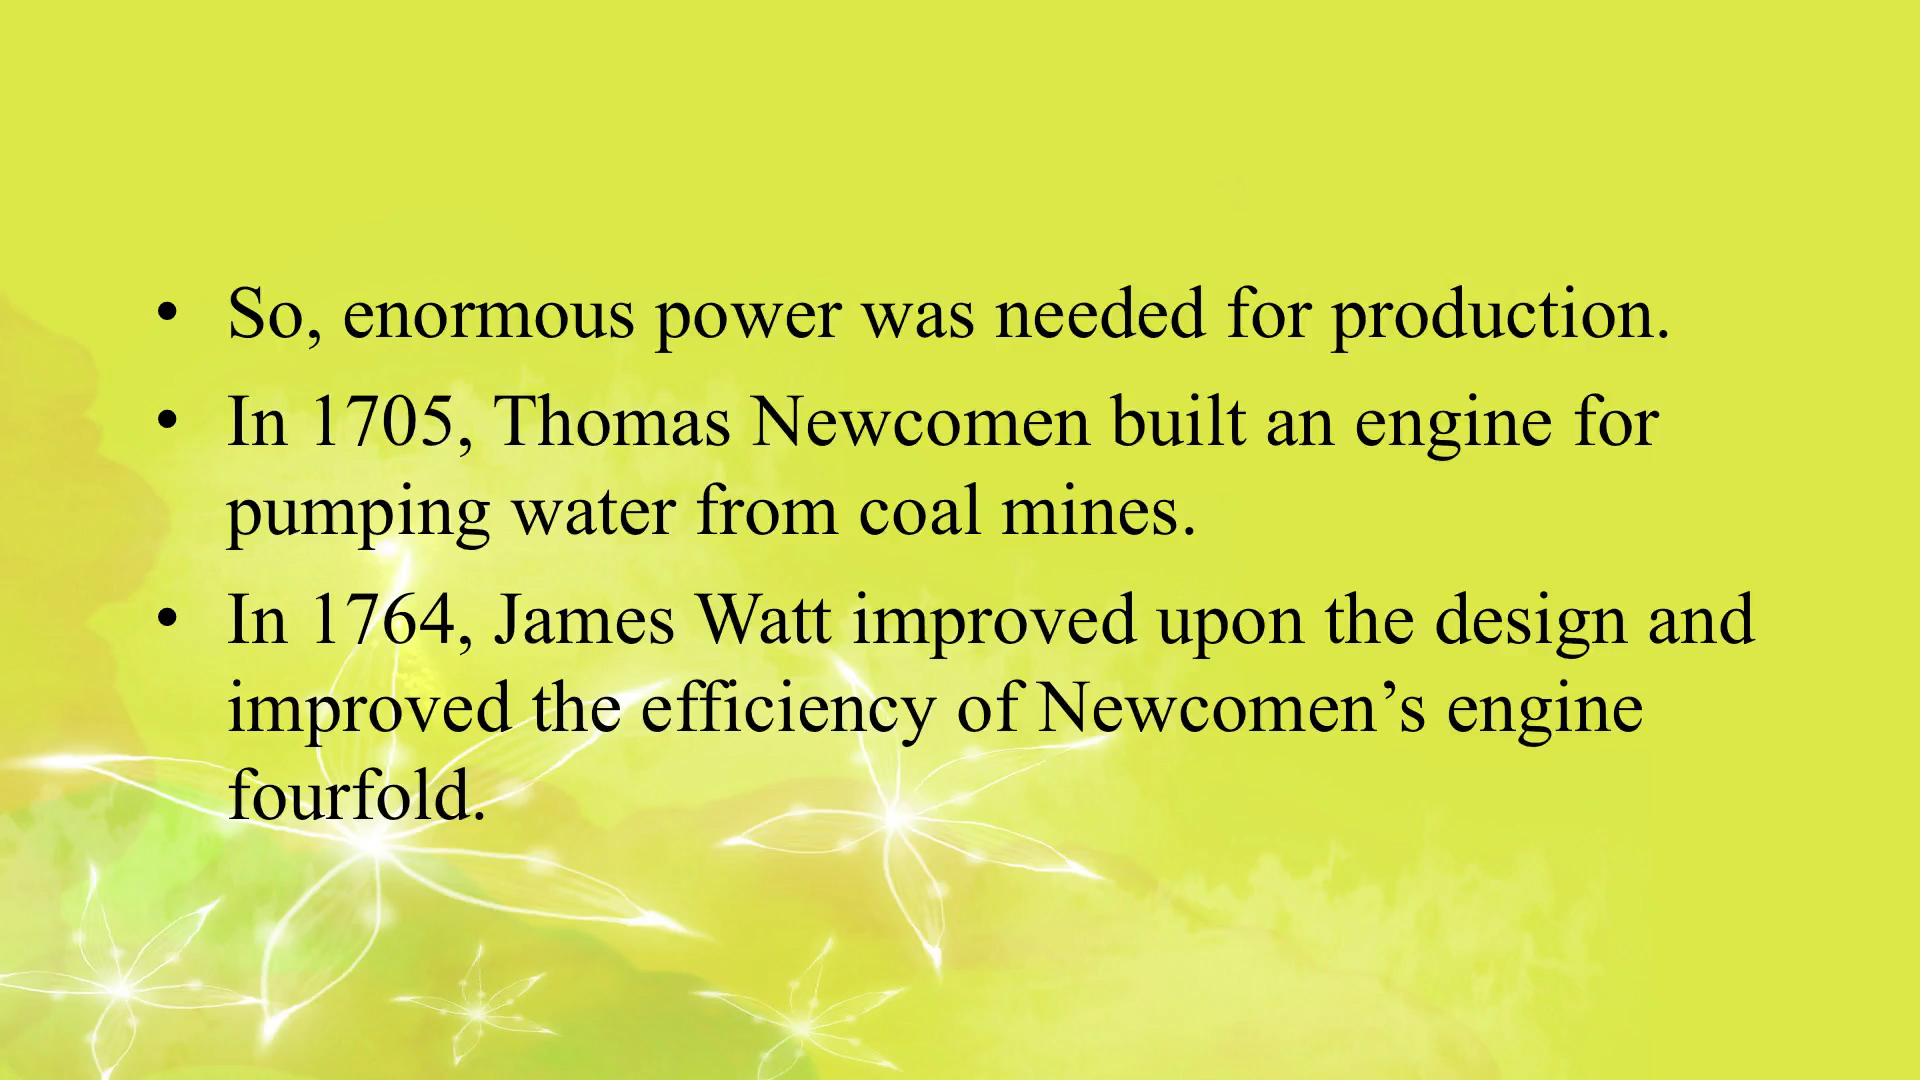 • So, enormous power was needed for production.
• In 1705, Thomas Newcomen built an engine for
pumping water from coal mines.
• In 1764, James Watt improved upon the design and
improved the efficiency of Newcomen’s engine
fourfold.